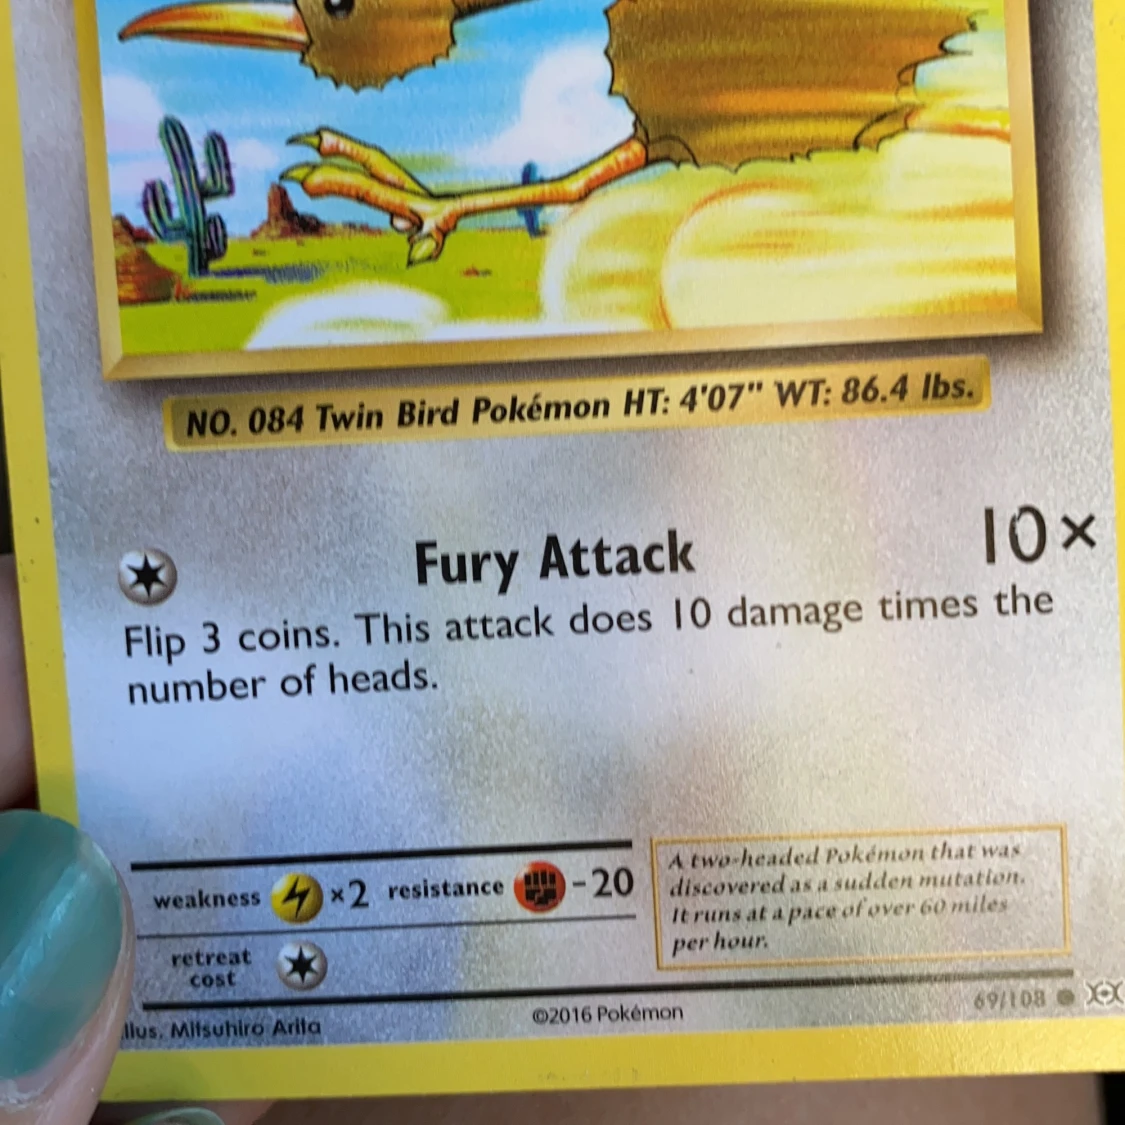 NO. 084 Twin Bird Pokémon HT: 4'07" WT: 86.4 lbs.
Fury Attack 10×
Flip 3 coins. This attack does 10 damage times the
number of heads.
weakness ×2 resistance -20
retreat
cost
A two-headed Pokémon that was
discovered as a sudden mutation.
It runs at a pace of over 60 miles
per hour.
69/108
llus. Mitsuhiro Arita
©2016 Pokémon